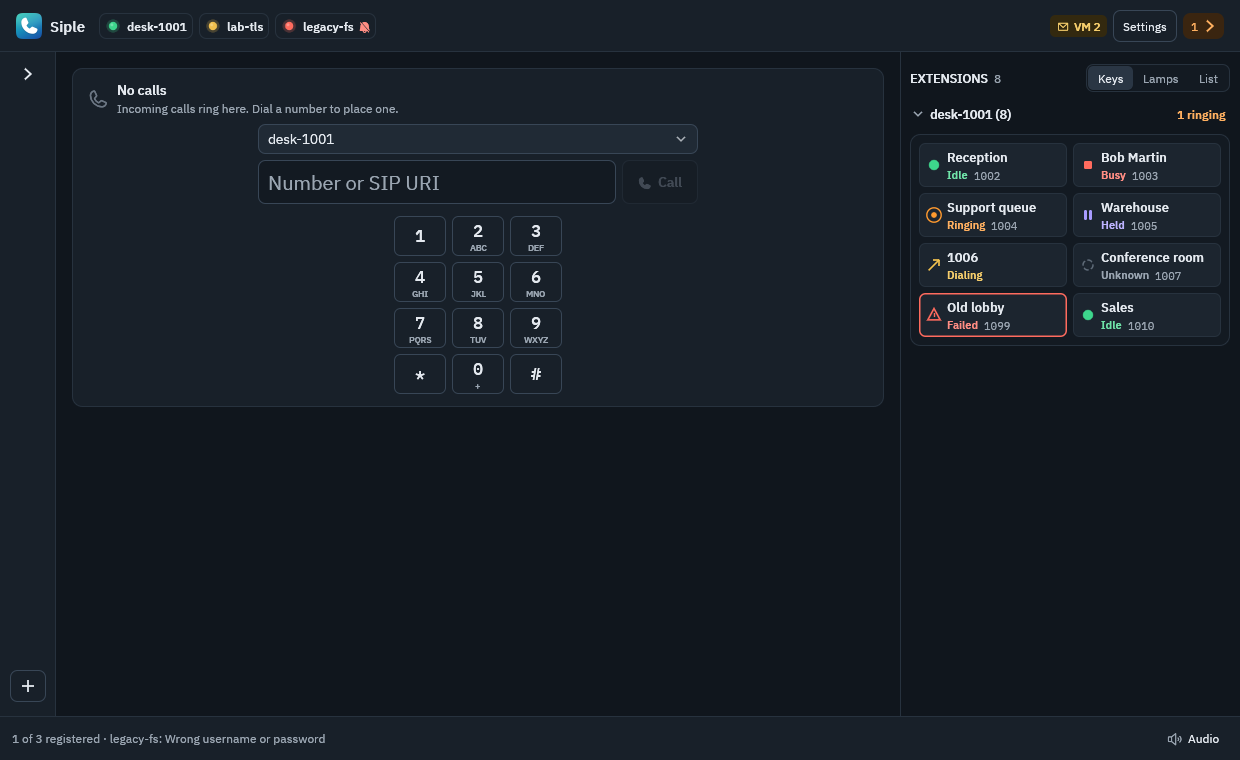 Siple
desk-1001
lab-tls
legacy-fs
VM 2
Settings
1
No calls
Incoming calls ring here. Dial a number to place one.
desk-1001
Number or SIP URI
Call
1
2
ABC
3
DEF
4
GHI
5
JKL
6
MNO
7
PQRS
8
TUV
9
WXYZ
*
0
+
#
EXTENSIONS 8
Keys
Lamps
List
desk-1001 (8)
1 ringing
Reception
Idle 1002
Bob Martin
Busy 1003
Support queue
Ringing 1004
Warehouse
Held 1005
1006
Dialing
Conference room
Unknown 1007
Old lobby
Failed 1099
Sales
Idle 1010
1 of 3 registered · legacy-fs: Wrong username or password
Audio